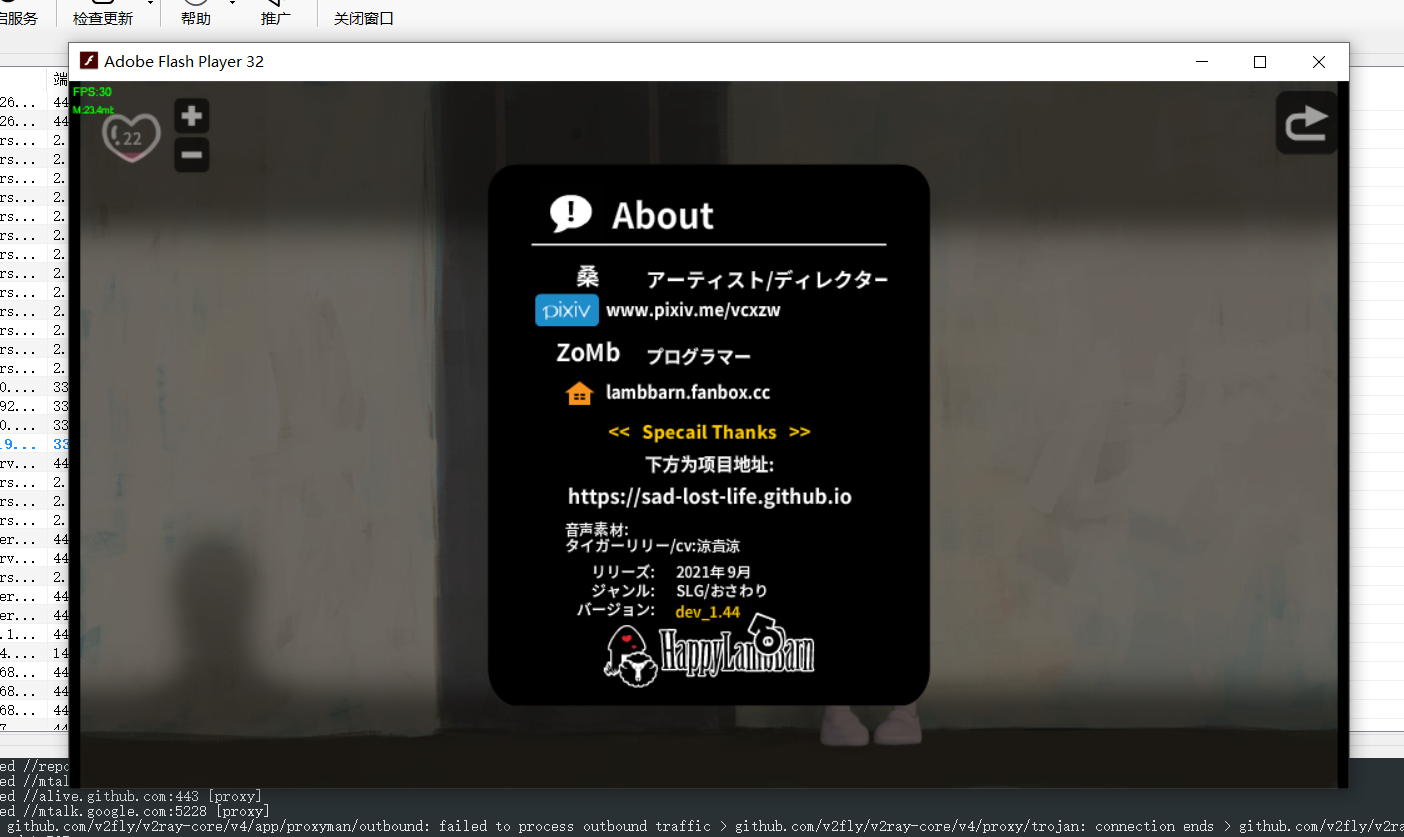 启服务 检查更新 帮助 推广 关闭窗口
Adobe Flash Player 32
端
FPS:30
M:23.4mb
.22
26... 44
26... 44
rs... 2.
rs... 2.
rs... 2.
rs... 2.
rs... 2.
rs... 2.
rs... 2.
rs... 2.
rs... 2.
rs... 2.
rs... 2.
rs... 2.
rs... 2.
0.... 33
92... 33
0.... 33
.9... 33
rv... 44
rs... 2.
rs... 2.
rs... 2.
er... 44
rv... 44
rs... 2.
er... 44
er... 44
.1... 44
4.... 14
68... 44
68... 44
68... 44
About
桑 アーティスト/ディレクター
pixiv www.pixiv.me/vcxzw
ZoMb プログラマー
lambbarn.fanbox.cc
<< Specail Thanks >>
下方为项目地址:
https://sad-lost-life.github.io
音声素材:
タイガーリリー/cv:涼貴涼
リリーズ: 2021年9月
ジャンル: SLG/おさわり
バージョン: dev_1.44
HappyLambBarn
ed //repo
ed //mtal
ed //alive.github.com:443 [proxy]
ed //mtalk.google.com:5228 [proxy]
github.com/v2fly/v2ray-core/v4/app/proxyman/outbound: failed to process outbound traffic > github.com/v2fly/v2ray-core/v4/proxy/trojan: connection ends > github.com/v2fly/v2ra